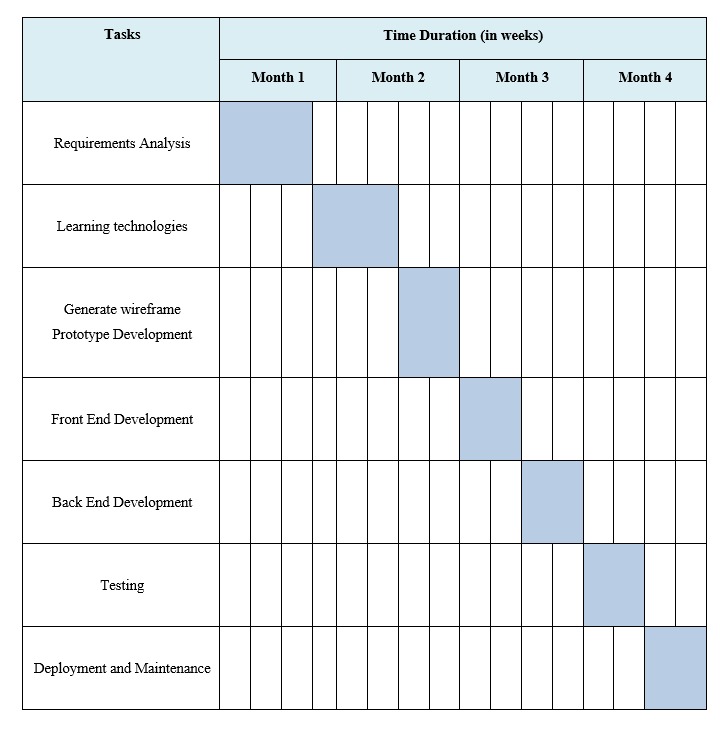 Tasks
Time Duration (in weeks)
Month 1
Month 2
Month 3
Month 4
Requirements Analysis
Learning technologies
Generate wireframe
Prototype Development
Front End Development
Back End Development
Testing
Deployment and Maintenance